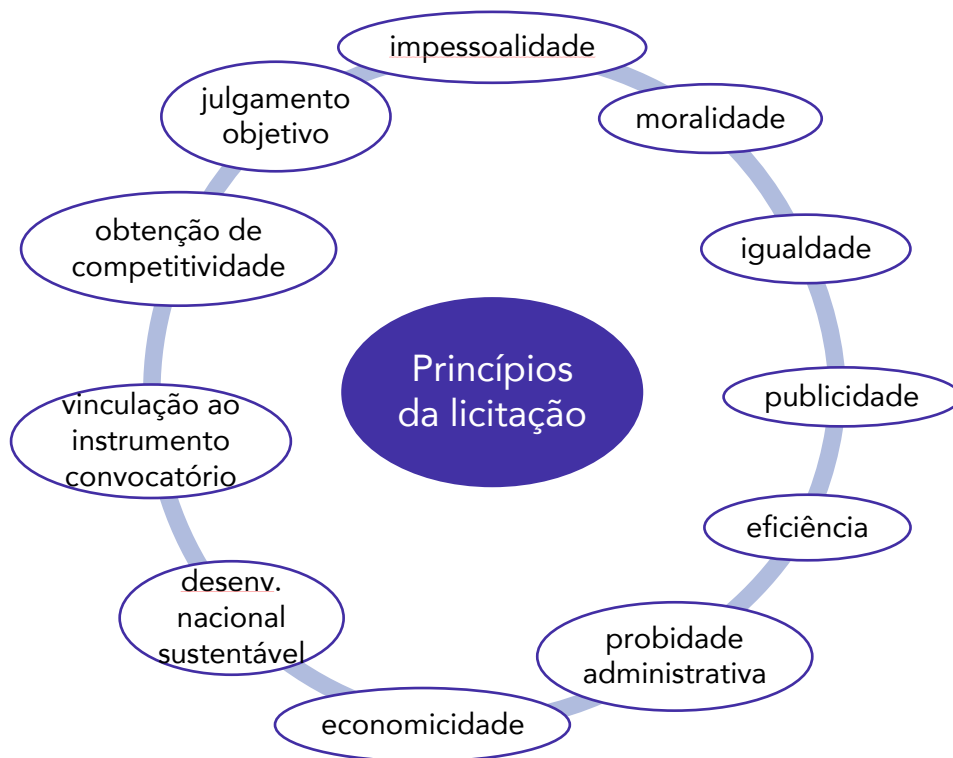 impessoalidade
moralidade
igualdade
publicidade
eficiência
probidade
administrativa
economicidade
desenv.
nacional
sustentável
vinculação ao
instrumento
convocatório
obtenção de
competitividade
julgamento
objetivo
Princípios
da licitação